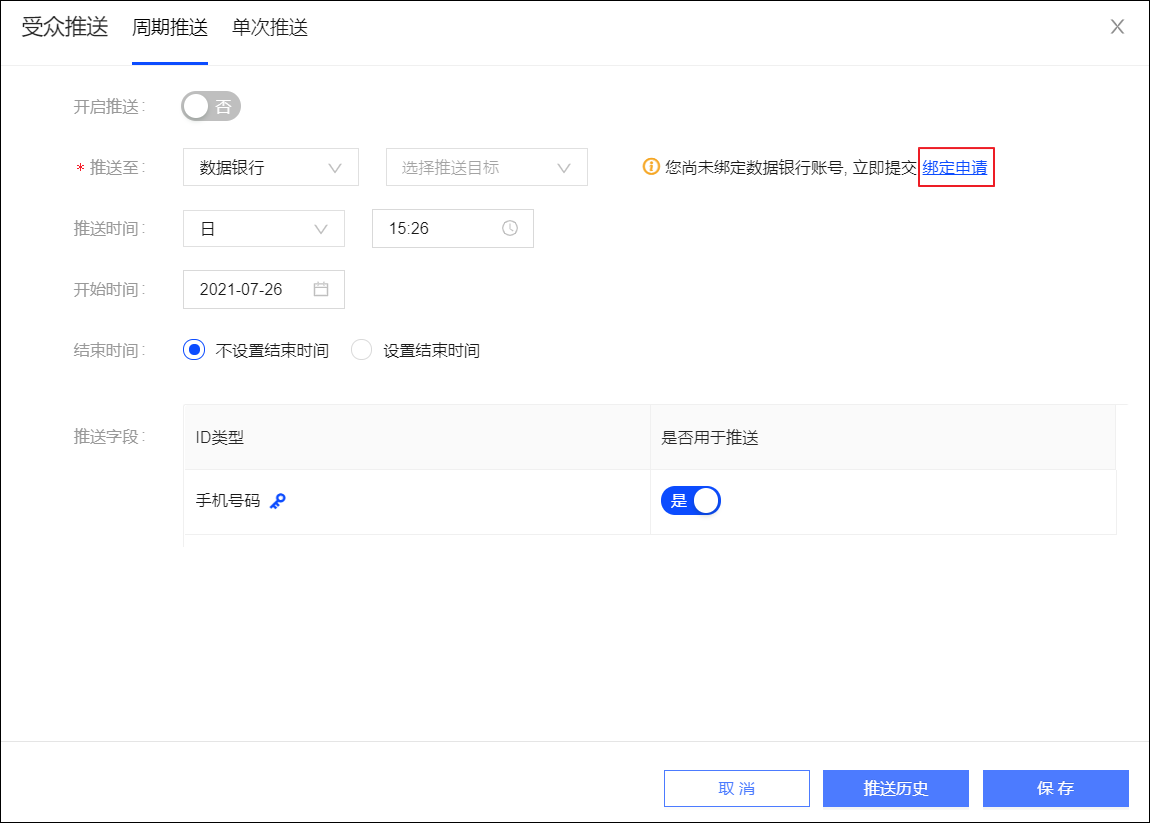 受众推送 周期推送 单次推送
开启推送: 否
* 推送至: 数据银行 选择推送目标 您尚未绑定数据银行账号, 立即提交 绑定申请
推送时间: 日 15:26
开始时间: 2021-07-26
结束时间: 不设置结束时间 设置结束时间
推送字段: ID类型 是否用于推送
手机号码 是
取 消 推送历史 保 存